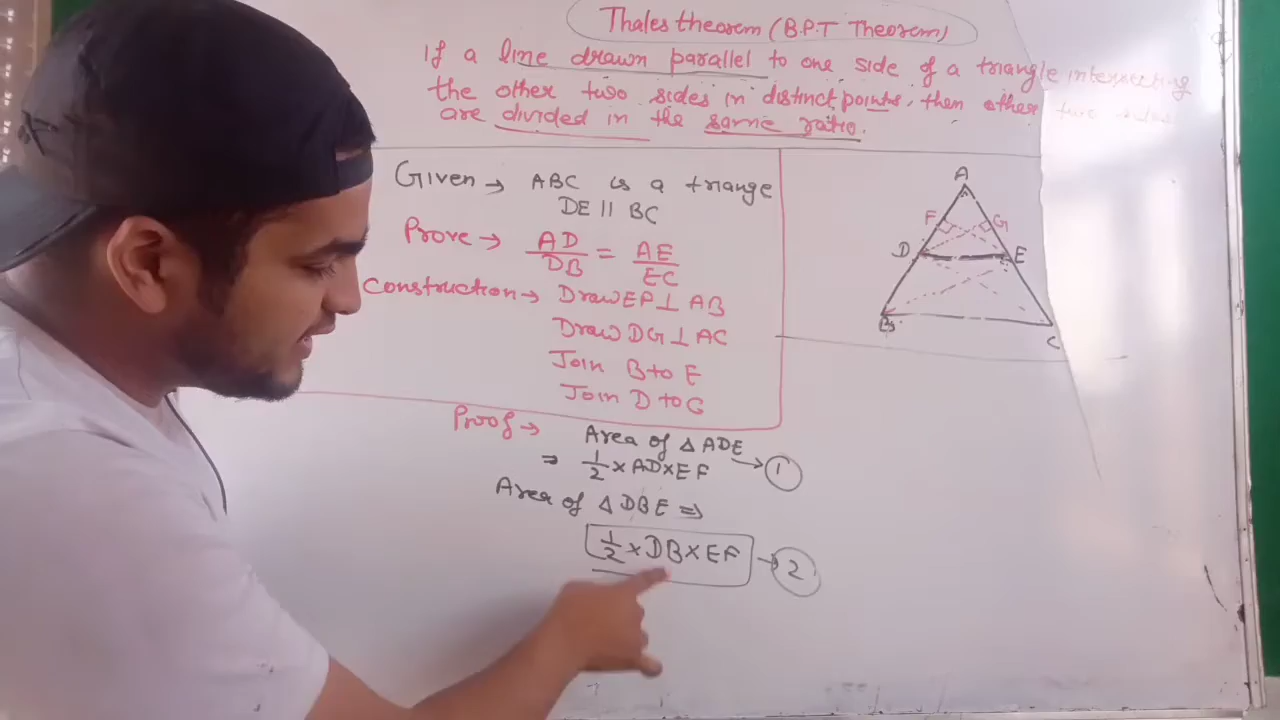 Thales theorem (B.P.T Theorem)
If a line drawn parallel to one side of a triangle intersecting
the other two sides in distinct points, then other two sides
are divided in the same ratio.
Given → ABC is a triange
DE || BC
Prove → AD/DB = AE/EC
Construction → Draw EF ⊥ AB
Draw DG ⊥ AC
Join B to E
Join D to C
A
F G
D E
B
C
Proof → Area of △ ADE
⇒ 1/2 × AD × EF → 1
Area of △ DBE ⇒
1/2 × DB × EF → 2